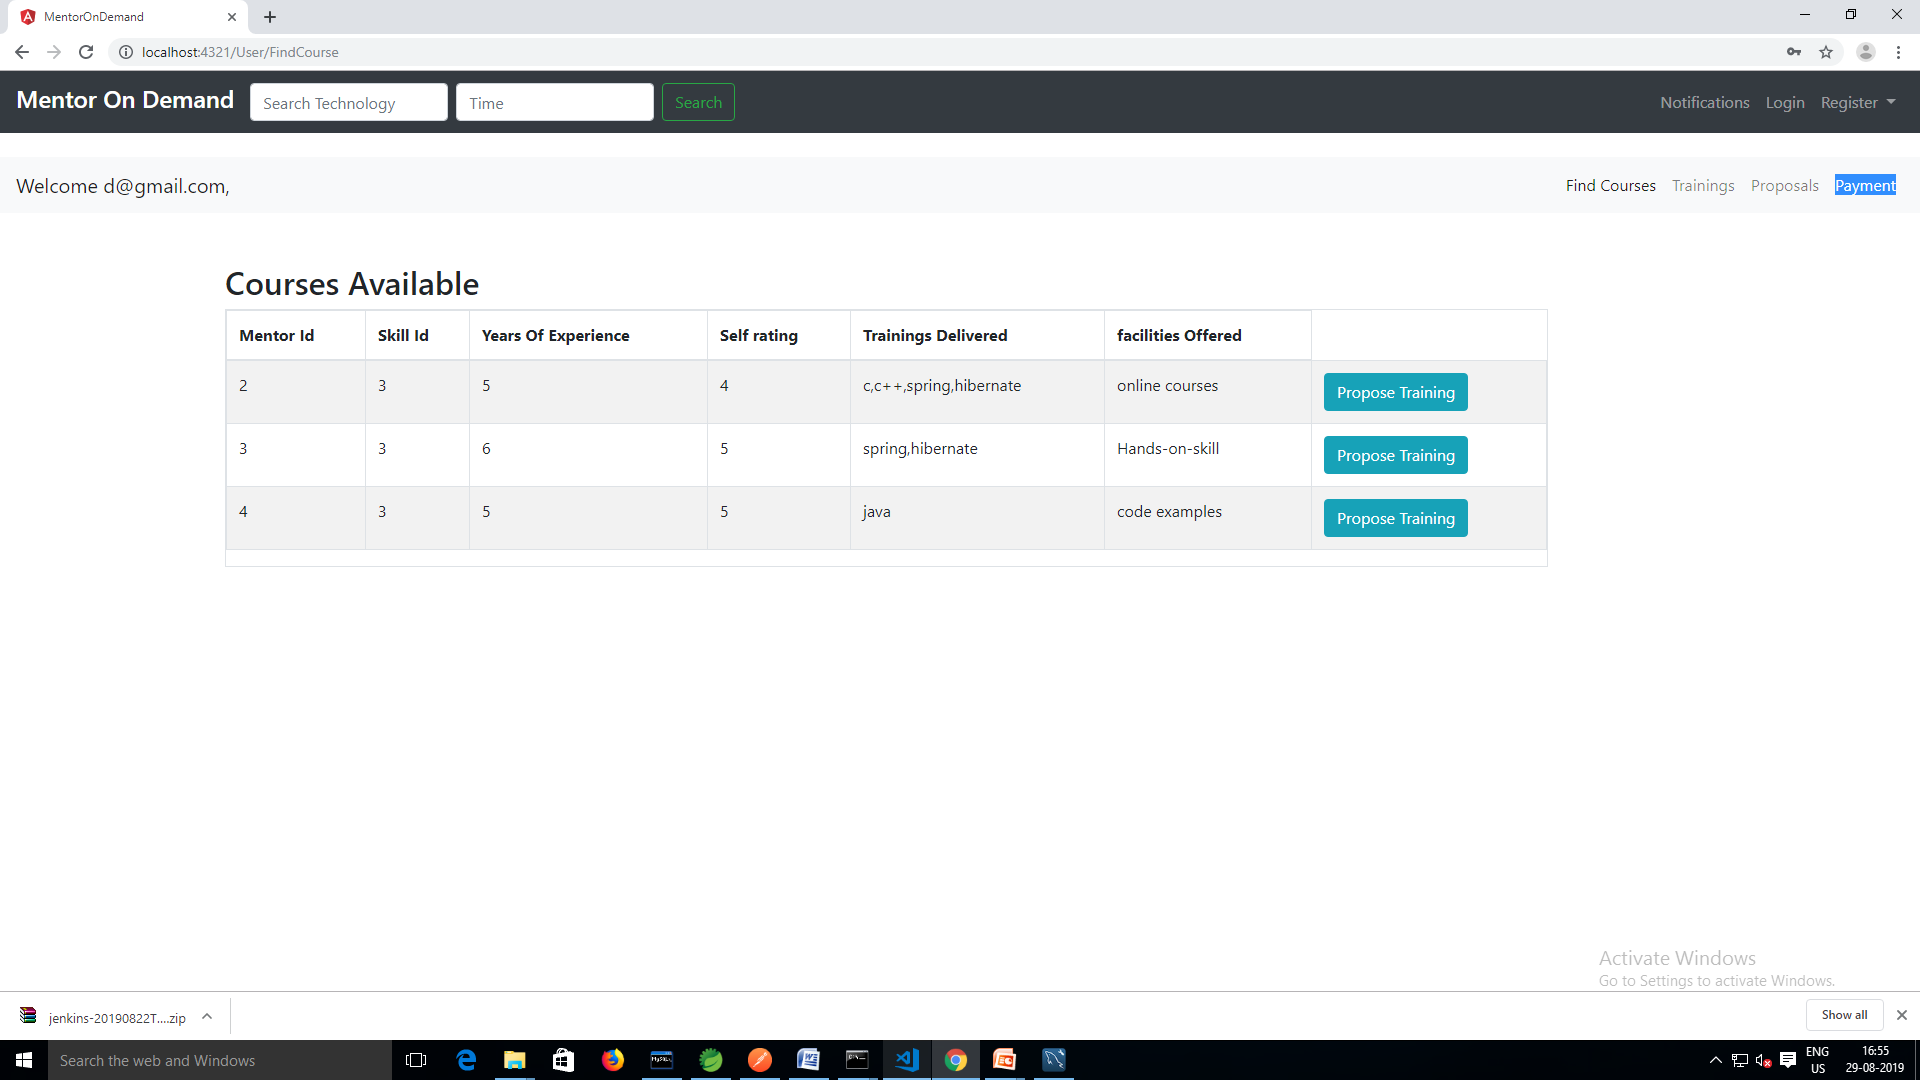 MentorOnDemand
localhost:4321/User/FindCourse
Mentor On Demand Search Technology Time Search Notifications Login Register
Welcome d@gmail.com, Find Courses Trainings Proposals Payment
Courses Available
Mentor Id Skill Id Years Of Experience Self rating Trainings Delivered facilities Offered
2 3 5 4 c,c++,spring,hibernate online courses Propose Training
3 3 6 5 spring,hibernate Hands-on-skill Propose Training
4 3 5 5 java code examples Propose Training
Activate Windows
Go to Settings to activate Windows.
jenkins-20190822T....zip Show all
Search the web and Windows
ENG 16:55
US 29-08-2019